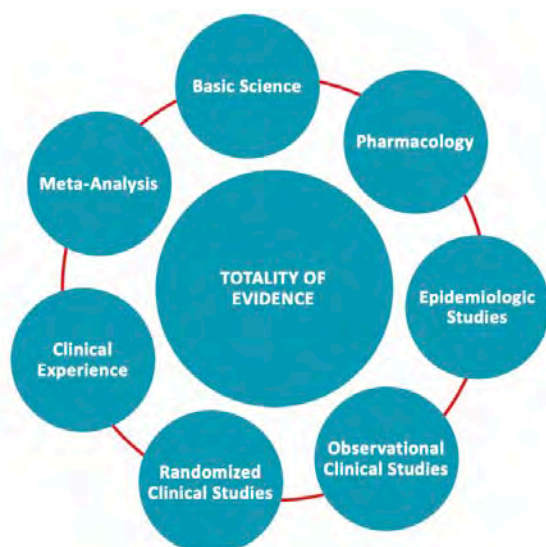 Basic Science
Pharmacology
Meta-Analysis
TOTALITY OF
EVIDENCE
Epidemiologic
Studies
Clinical
Experience
Observational
Clinical Studies
Randomized
Clinical Studies